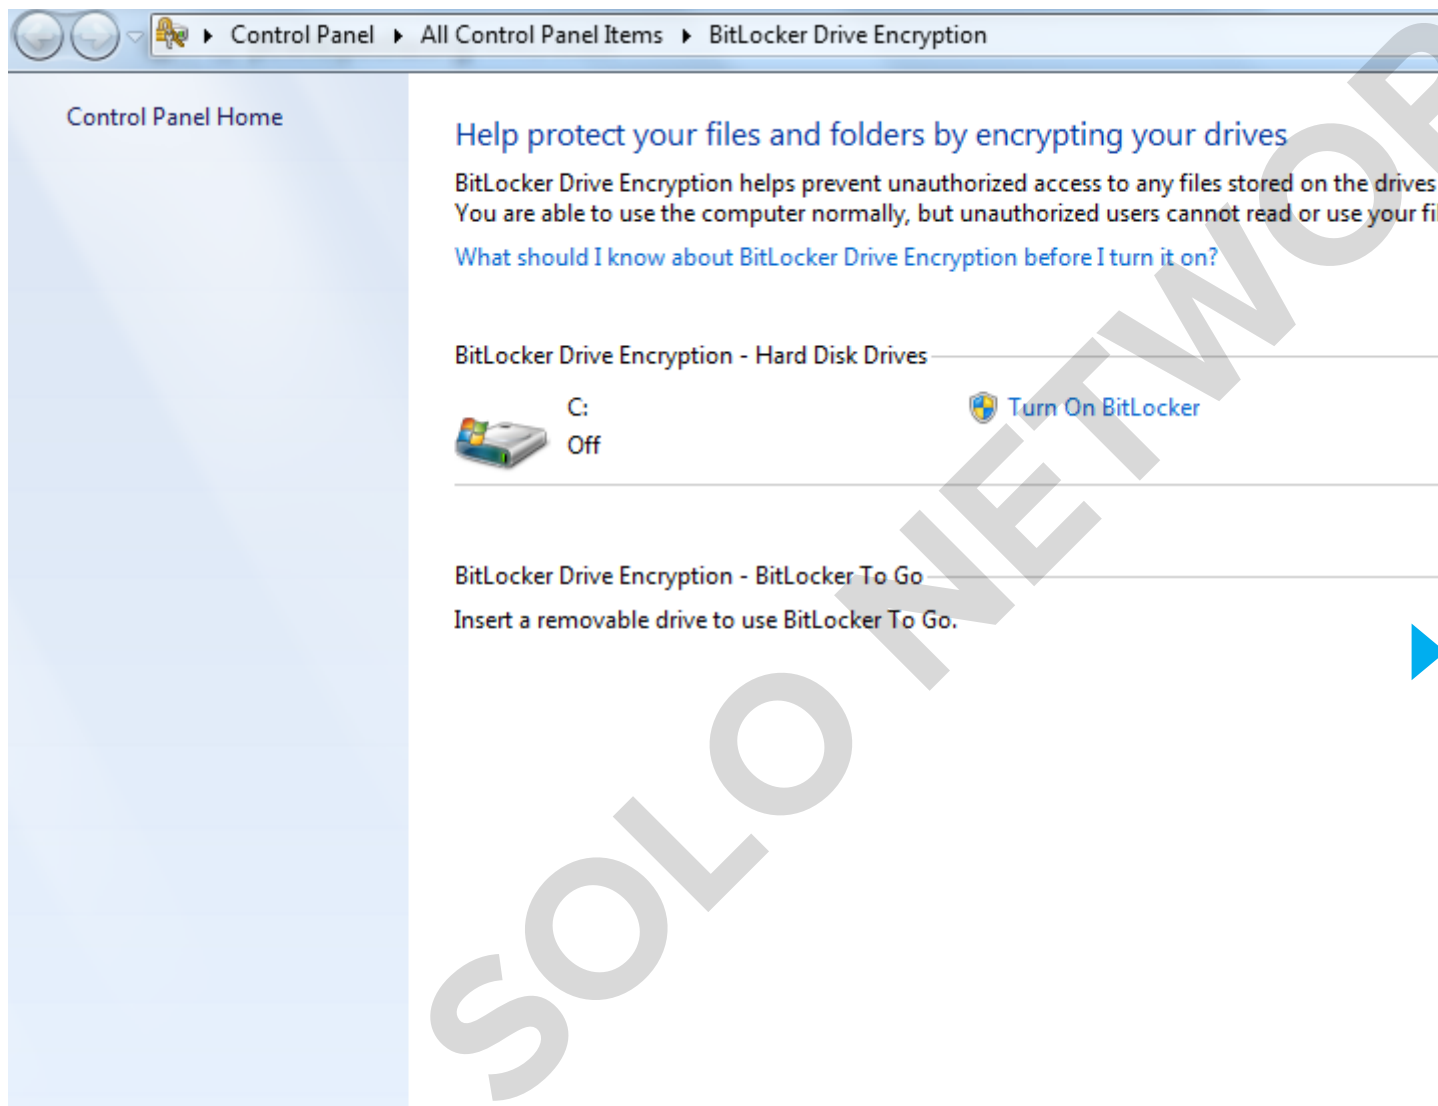 Control Panel ▸ All Control Panel Items ▸ BitLocker Drive Encryption
Control Panel Home
Help protect your files and folders by encrypting your drives
BitLocker Drive Encryption helps prevent unauthorized access to any files stored on the drives
You are able to use the computer normally, but unauthorized users cannot read or use your
What should I know about BitLocker Drive Encryption before I turn it on?
BitLocker Drive Encryption - Hard Disk Drives
C:
Turn On BitLocker
Off
BitLocker Drive Encryption - BitLocker To Go
Insert a removable drive to use BitLocker To Go.
SOLO